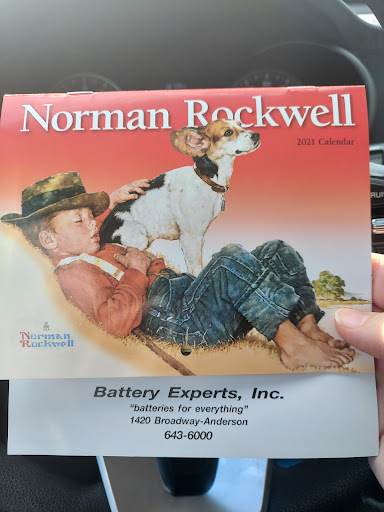 Norman Rockwell
2021 Calendar
Norman
Rockwell
Battery Experts, Inc.
"batteries for everything"
1420 Broadway-Anderson
643-6000